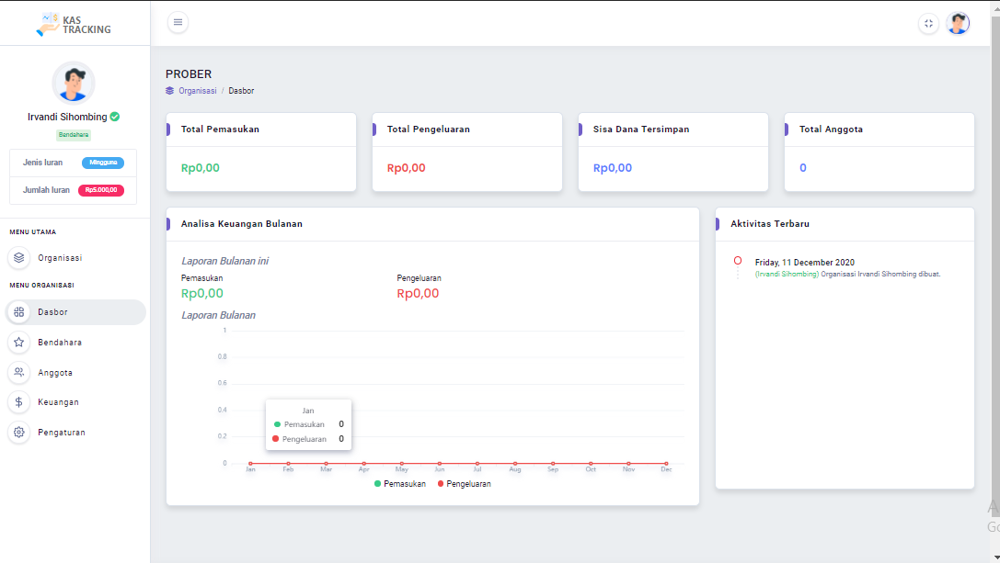 KAS
TRACKING
Irvandi Sihombing
Bendahara
Jenis Iuran
Mingguna
Jumlah Iuran
Rp5.000,00
MENU UTAMA
Organisasi
MENU ORGANISASI
Dasbor
Bendahara
Anggota
Keuangan
Pengaturan
PROBER
Organisasi / Dasbor
Total Pemasukan
Rp0,00
Total Pengeluaran
Rp0,00
Sisa Dana Tersimpan
Rp0,00
Total Anggota
0
Analisa Keuangan Bulanan
Laporan Bulanan ini
Pemasukan
Rp0,00
Pengeluaran
Rp0,00
Laporan Bulanan
1
0.8
0.6
0.4
0.2
0
Jan
Pemasukan 0
Pengeluaran 0
Jan Feb Mar Apr May Jun Jul Aug Sep Oct Nov Dec
Pemasukan Pengeluaran
Aktivitas Terbaru
Friday, 11 December 2020
(Irvandi Sihombing) Organisasi Irvandi Sihombing dibuat.
A
Go